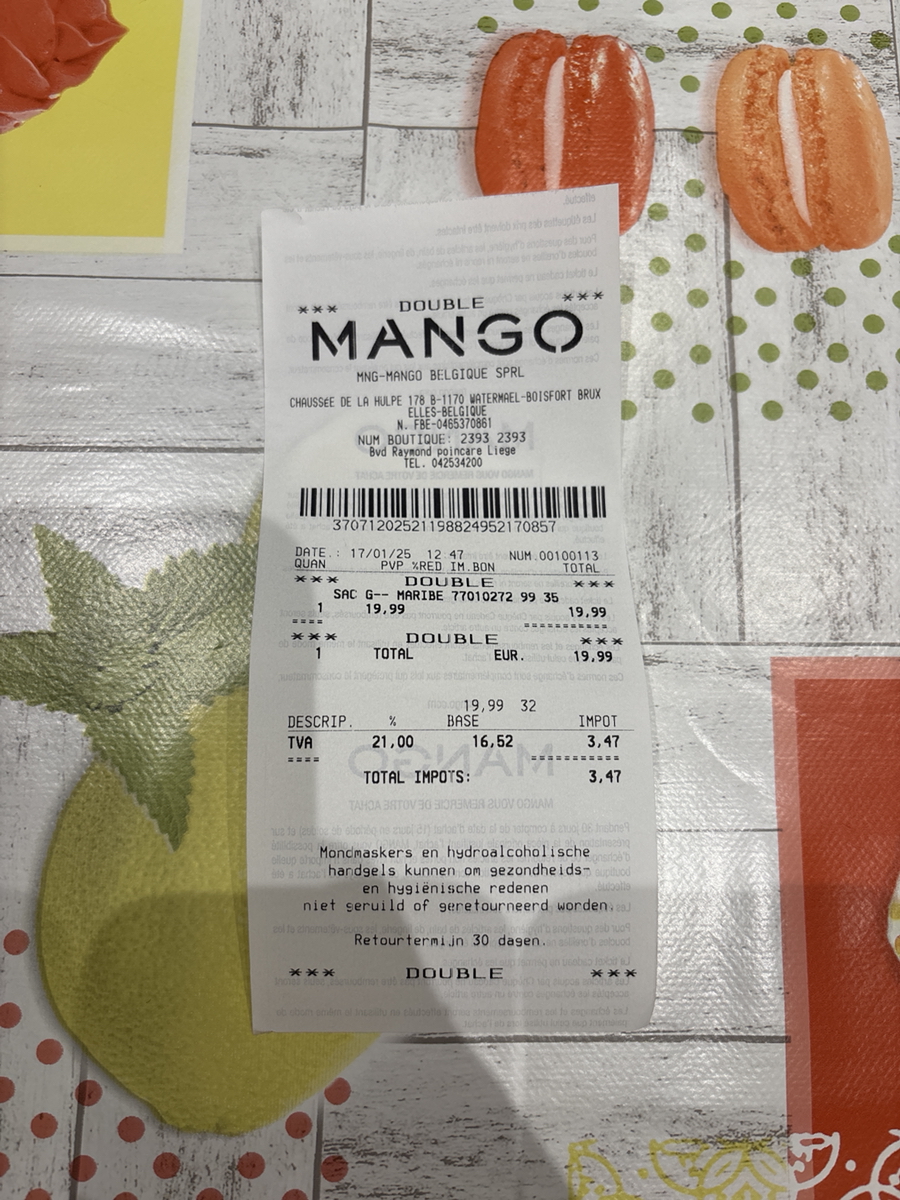 *** DOUBLE ***
MANGO
MNG-MANGO BELGIQUE SPRL
CHAUSSéE DE LA HULPE 178 B-1170 WATERMAEL-BOISFORT BRUX
ELLES-BELGIQUE
N. FBE-0465370861
NUM BOUTIQUE: 2393 2393
Bvd Raymond poincare Liege
TEL. 042534200
37071202521198824952170857
DATE.: 17/01/25 12:47 NUM.00100113
QUAN PVP %RED IM.BON TOTAL
*** DOUBLE ***
SAC G-- MARIBE 77010272 99 35
1 19,99 19,99
==== ===========
*** DOUBLE ***
1 TOTAL EUR. 19,99
19,99 32
DESCRIP. % BASE IMPOT
TVA 21,00 16,52 3,47
==== ===========
TOTAL IMPOTS: 3,47
Mondmaskers en hydroalcoholische
handgels kunnen om gezondheids-
en hygiënische redenen
niet geruild of geretourneerd worden.
Retourtermijn 30 dagen.
*** DOUBLE ***